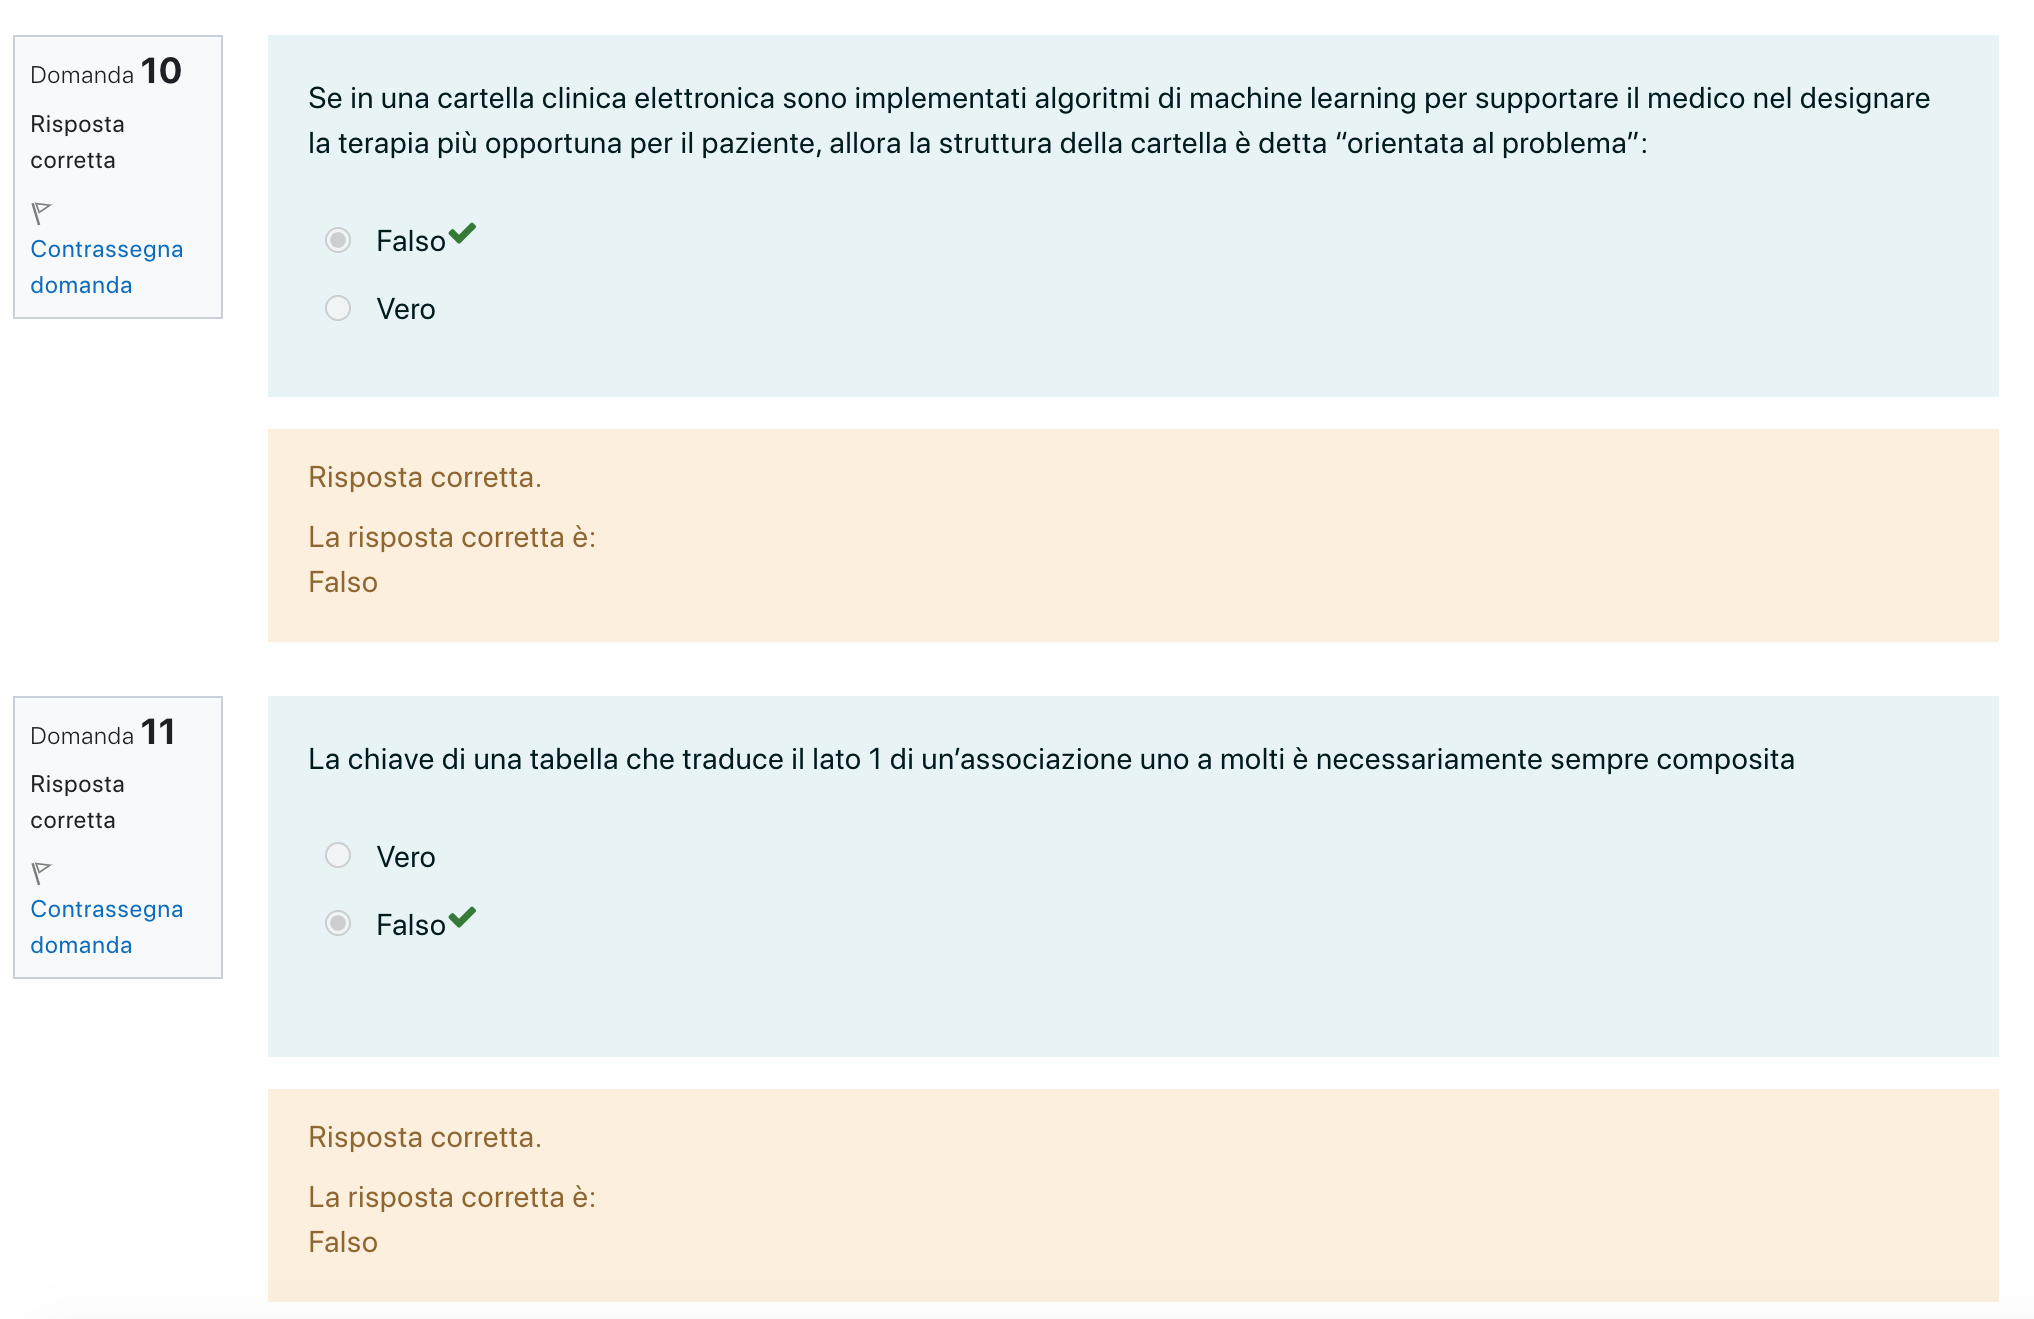 Domanda 10
Risposta
corretta
Contrassegna
domanda
Se in una cartella clinica elettronica sono implementati algoritmi di machine learning per supportare il medico nel designare
la terapia più opportuna per il paziente, allora la struttura della cartella è detta “orientata al problema”:
Falso
Vero
Risposta corretta.
La risposta corretta è:
Falso
Domanda 11
Risposta
corretta
Contrassegna
domanda
La chiave di una tabella che traduce il lato 1 di un’associazione uno a molti è necessariamente sempre composita
Vero
Falso
Risposta corretta.
La risposta corretta è:
Falso